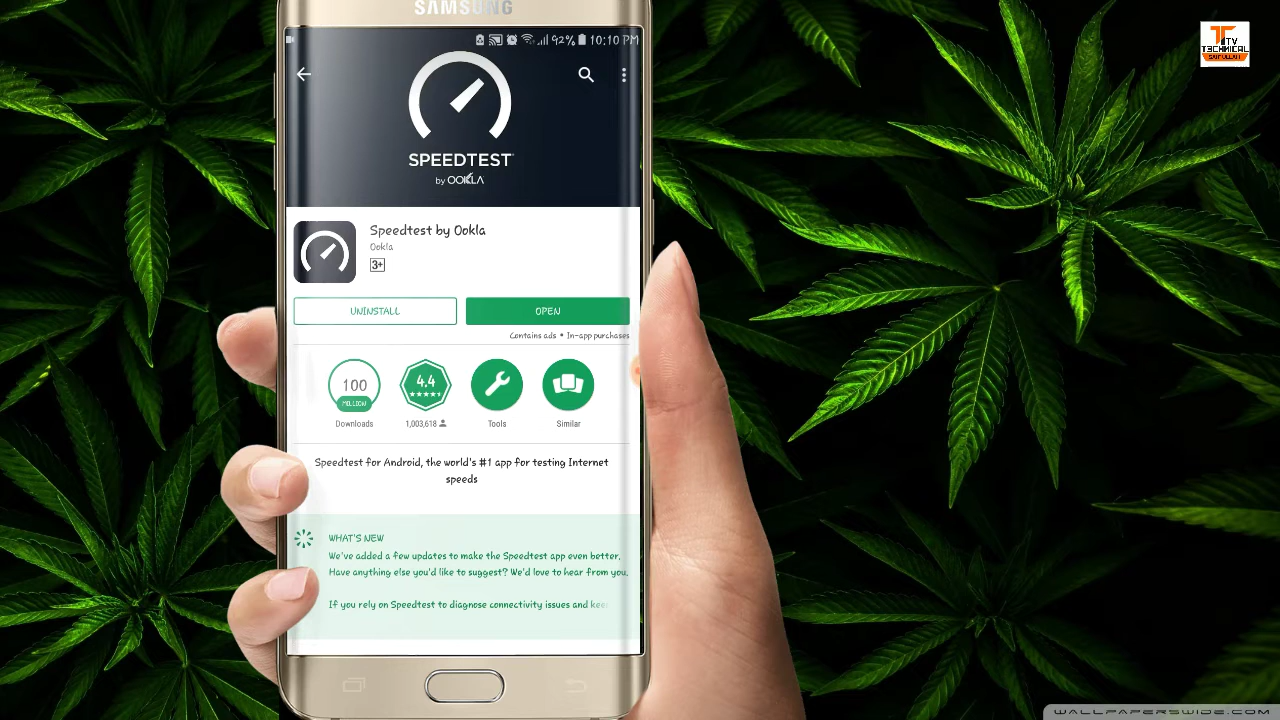 SAMSUNG
92% 10:10 PM
SPEEDTEST
by OOKLA
Speedtest by Ookla
Ookla
3+
UNINSTALL
OPEN
Contains ads • In-app purchases
100
MILLION
Downloads
4.4
1,003,618
Tools
Similar
Speedtest for Android, the world's #1 app for testing Internet
speeds
WHAT'S NEW
We've added a few updates to make the Speedtest app even better.
Have anything else you'd like to suggest? We'd love to hear from you.
If you rely on Speedtest to diagnose connectivity issues and kee
TV
TECHNICAL
WALLPAPERSWIDE.COM